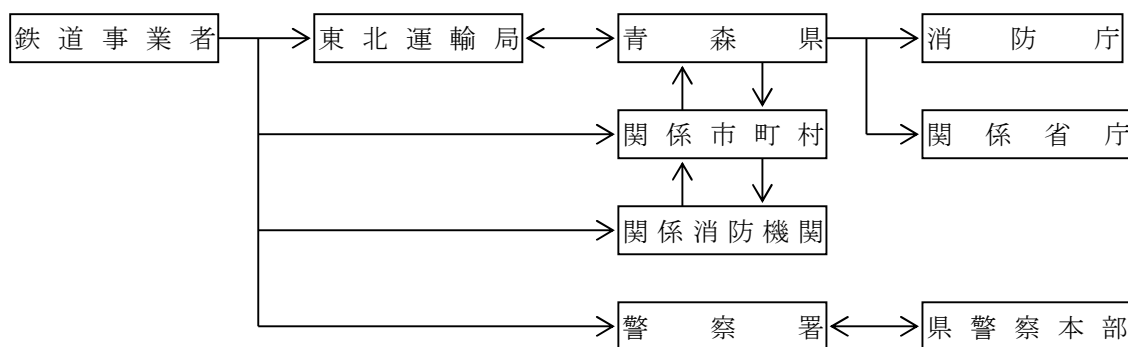 鉄道事業者
東北運輸局
青森県
消防庁
関係市町村
関係省庁
関係消防機関
警察署
県警察本部